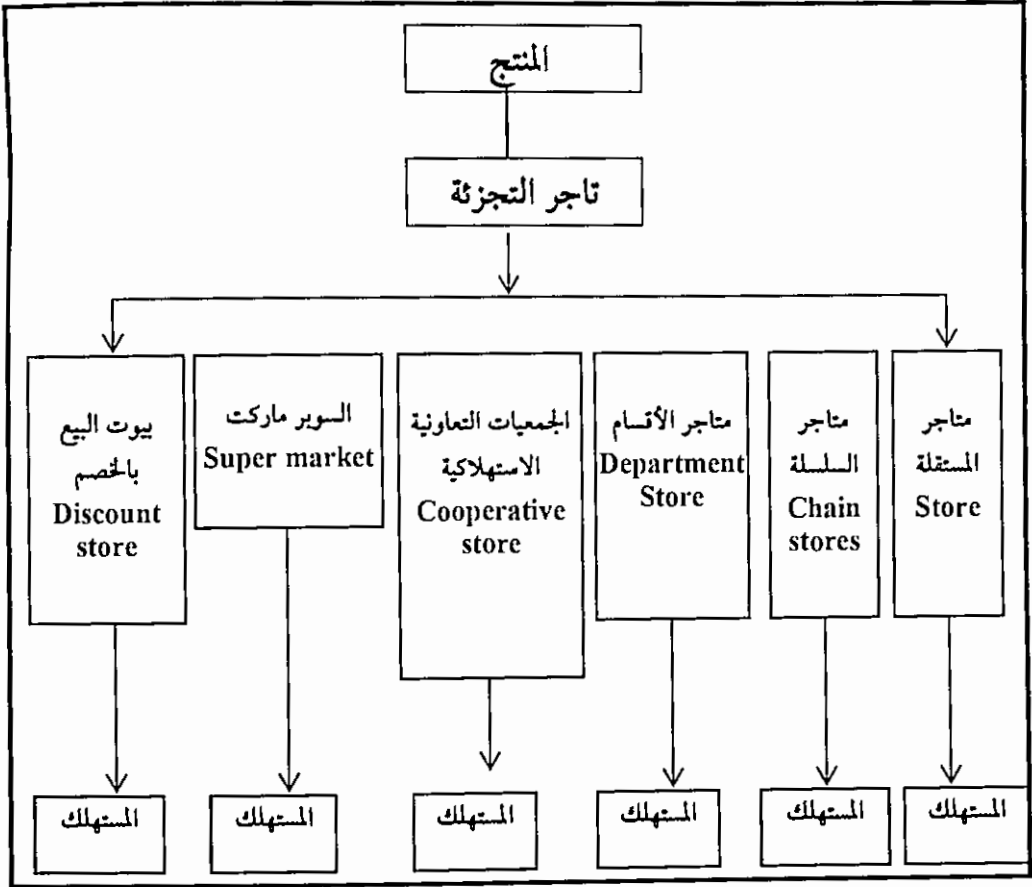 المنتج
تاجر التجزئة
متاجر
المستقلة
Store
متاجر
السلسلة
Chain
stores
متاجر الأقسام
Department
Store
الجمعيات التعاونية
الاستهلاكية
Cooperative
store
السوبر ماركت
Super market
بيوت البيع
بالخصم
Discount
store
المستهلك
المستهلك
المستهلك
المستهلك
المستهلك
المستهلك